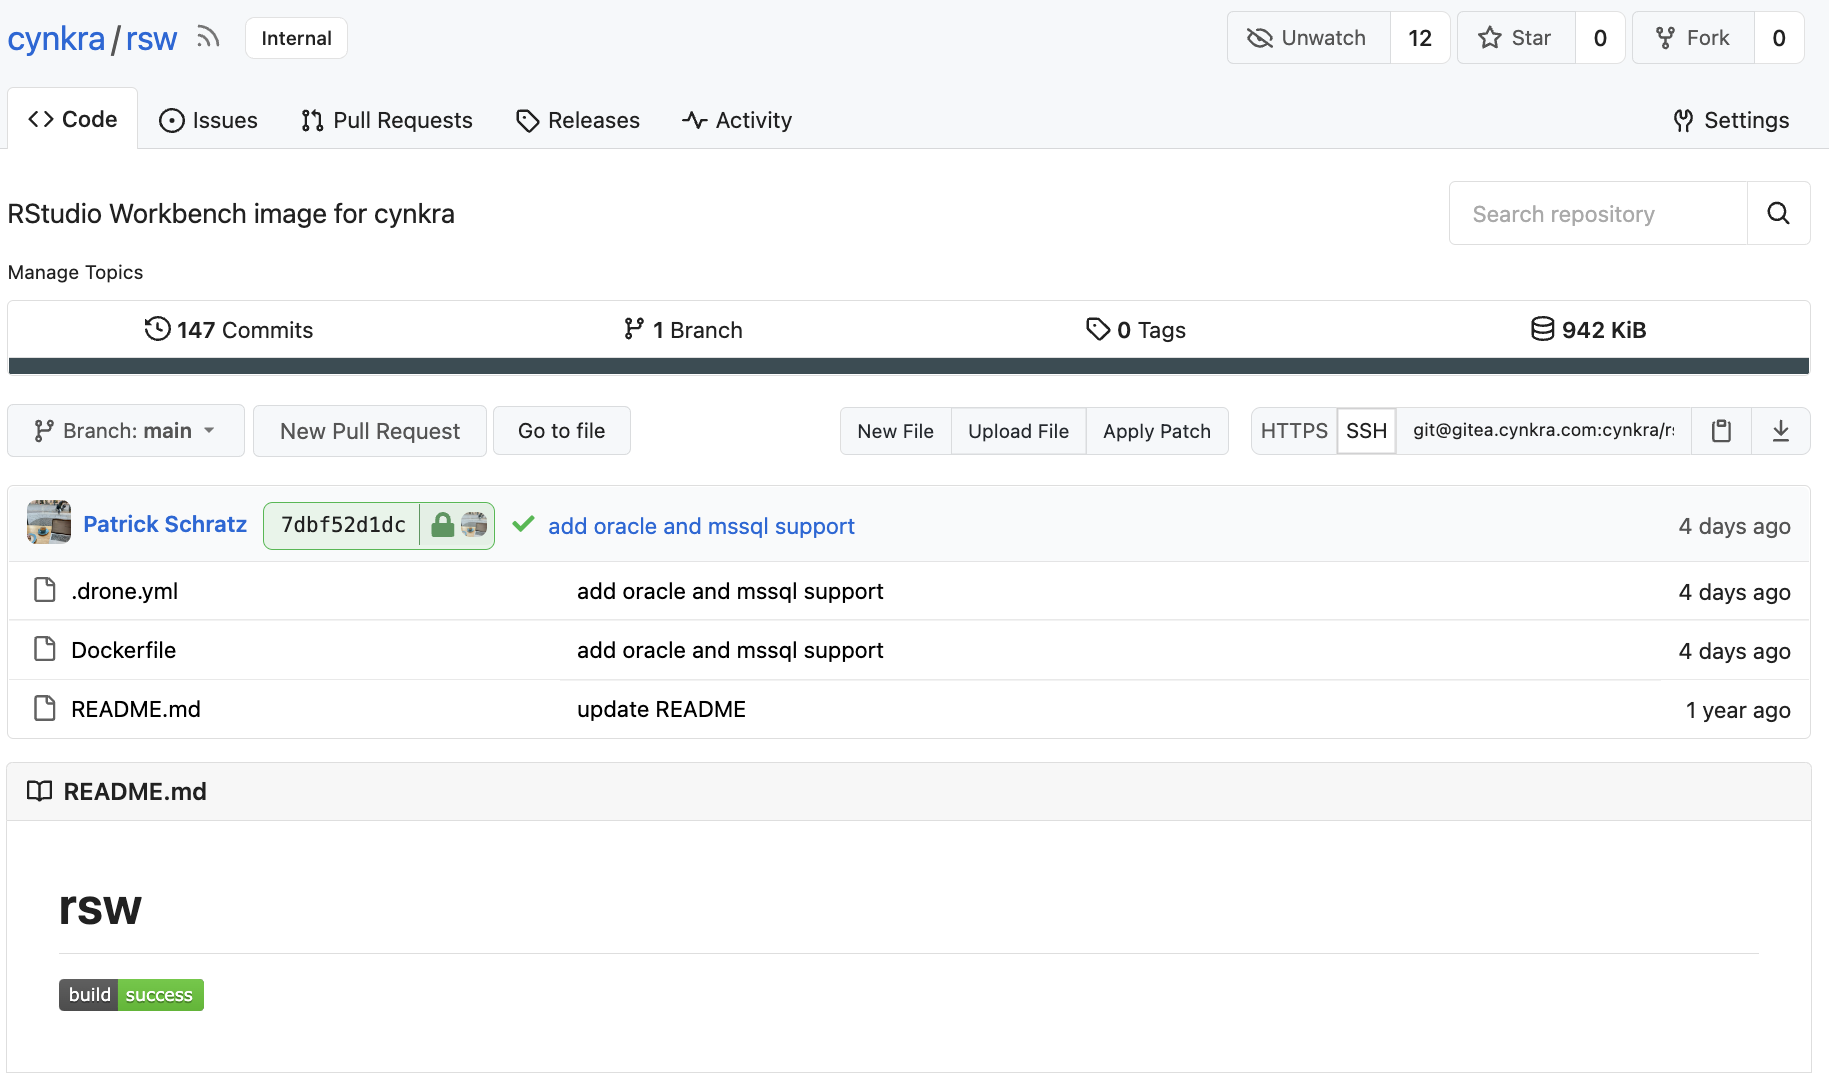 cynkra/rsw Internal Unwatch 12 Star 0 Fork 0
Code Issues Pull Requests Releases Activity Settings
RStudio Workbench image for cynkra Search repository
Manage Topics
147 Commits 1 Branch 0 Tags 942 KiB
Branch: main New Pull Request Go to file New File Upload File Apply Patch HTTPS SSH git@gitea.cynkra.com:cynkra/rs
Patrick Schratz 7dbf52d1dc add oracle and mssql support 4 days ago
.drone.yml add oracle and mssql support 4 days ago
Dockerfile add oracle and mssql support 4 days ago
README.md update README 1 year ago
README.md
rsw
build success